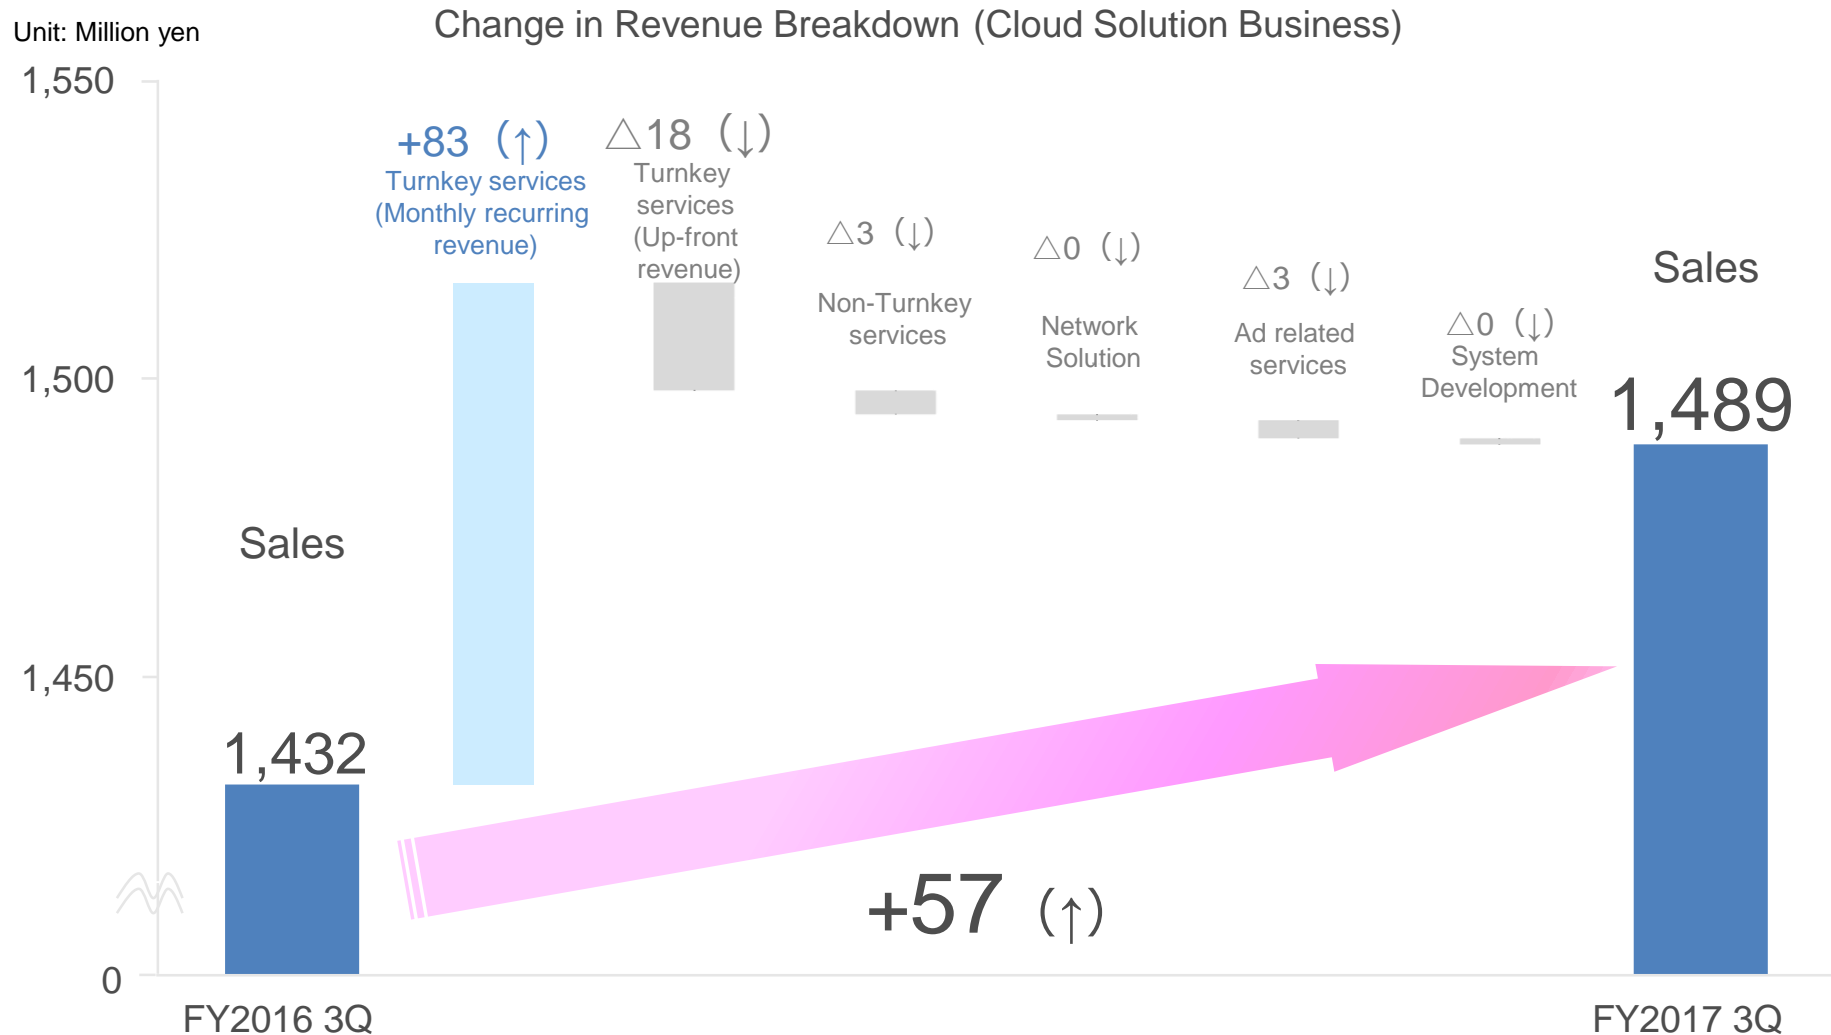 Change in Revenue Breakdown (Cloud Solution Business)
Unit: Million yen
1,550
1,500
1,450
0
Sales
1,432
FY2016 3Q
+83 (↑)
Turnkey services
(Monthly recurring
revenue)
△18 (↓)
Turnkey
services
(Up-front
revenue)
△3 (↓)
Non-Turnkey
services
△0 (↓)
Network
Solution
△3 (↓)
Ad related
services
△0 (↓)
System
Development
Sales
1,489
FY2017 3Q
+57 (↑)